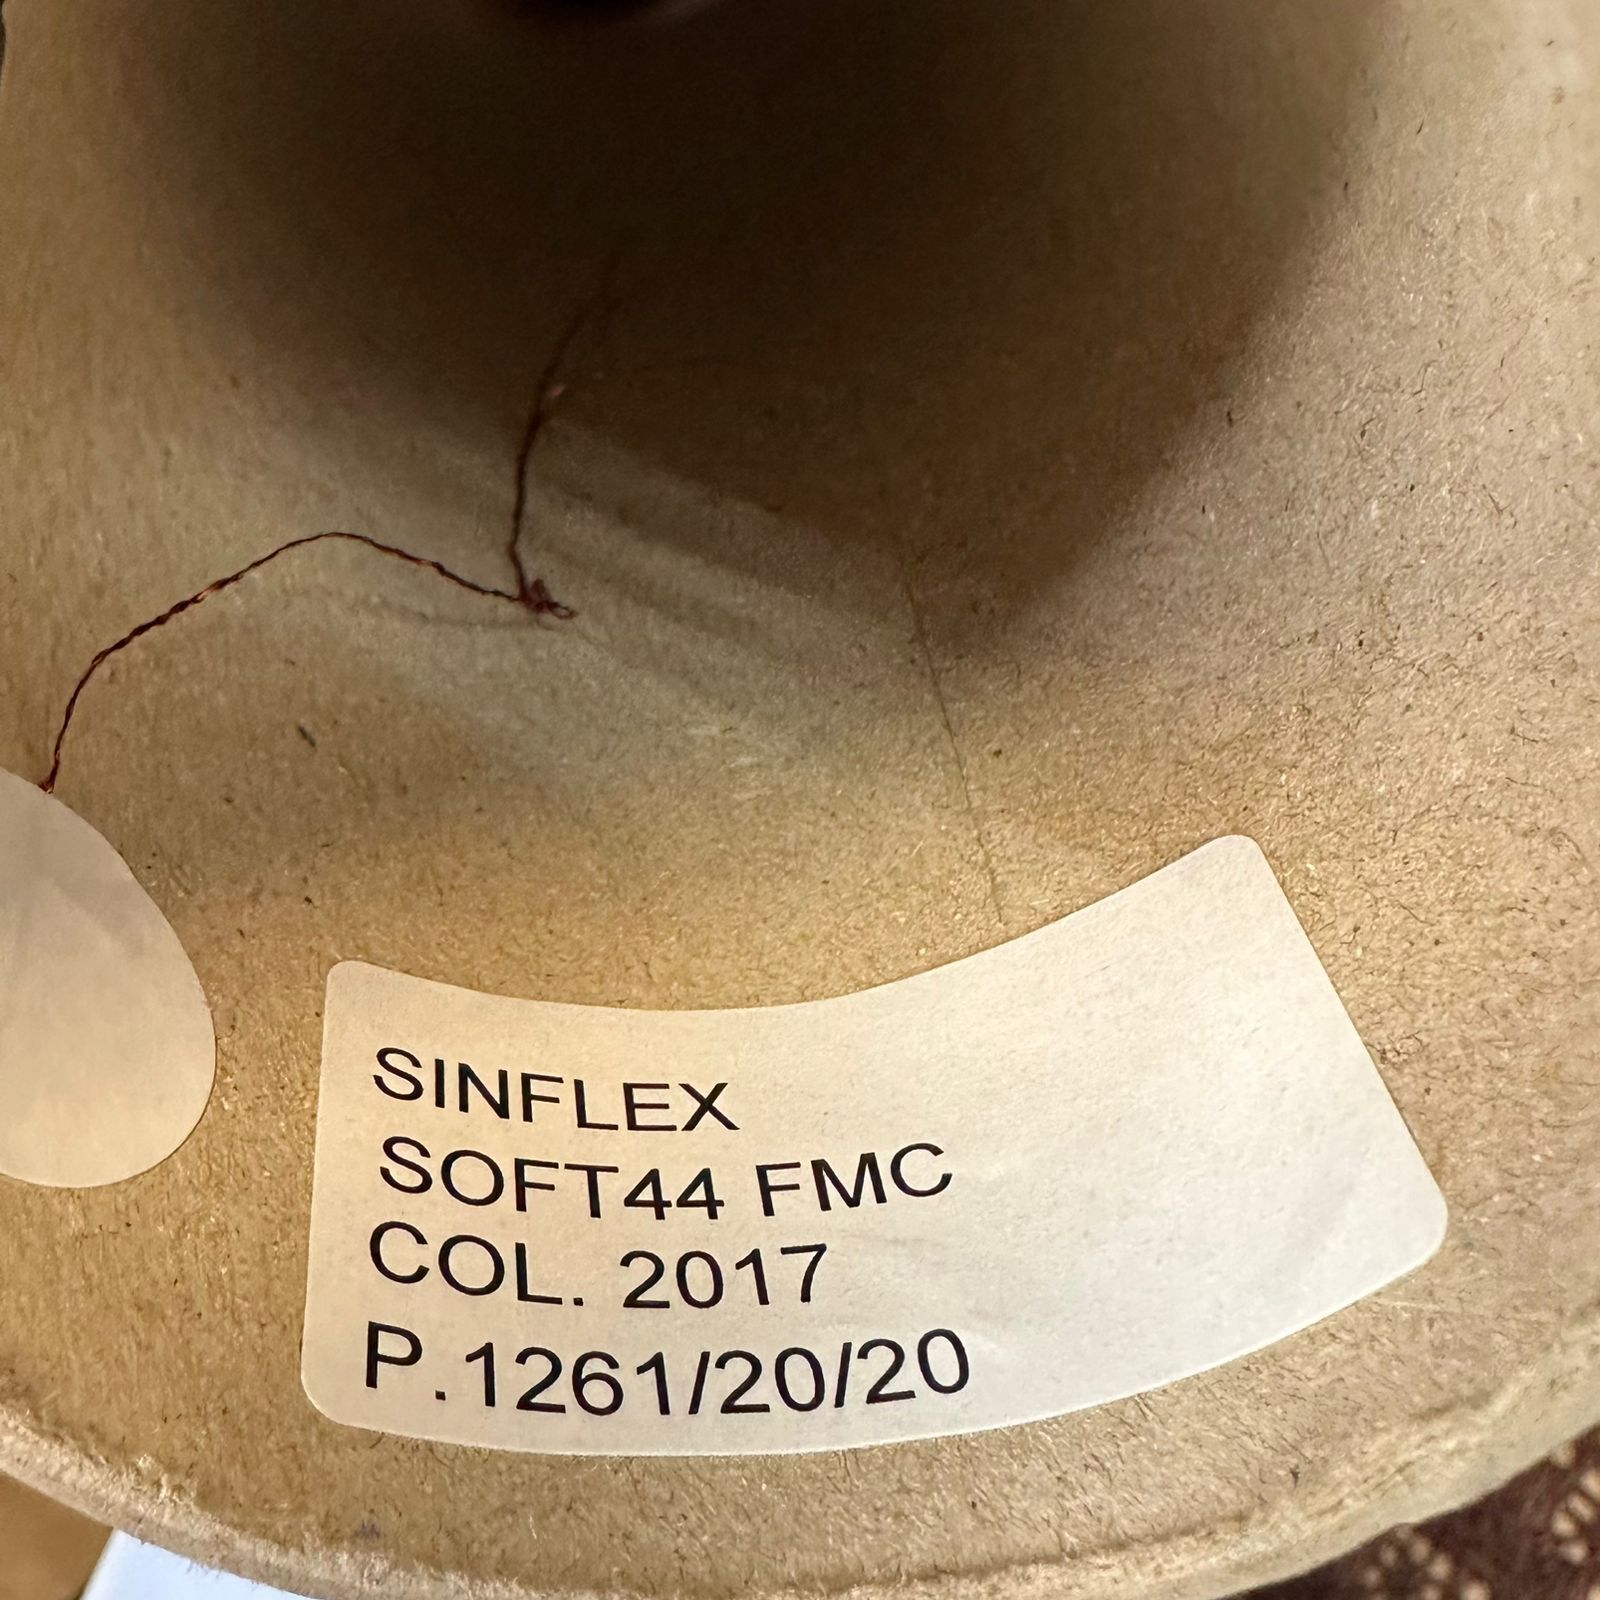 SINFLEX
SOFT44 FMC
COL. 2017
P.1261/20/20